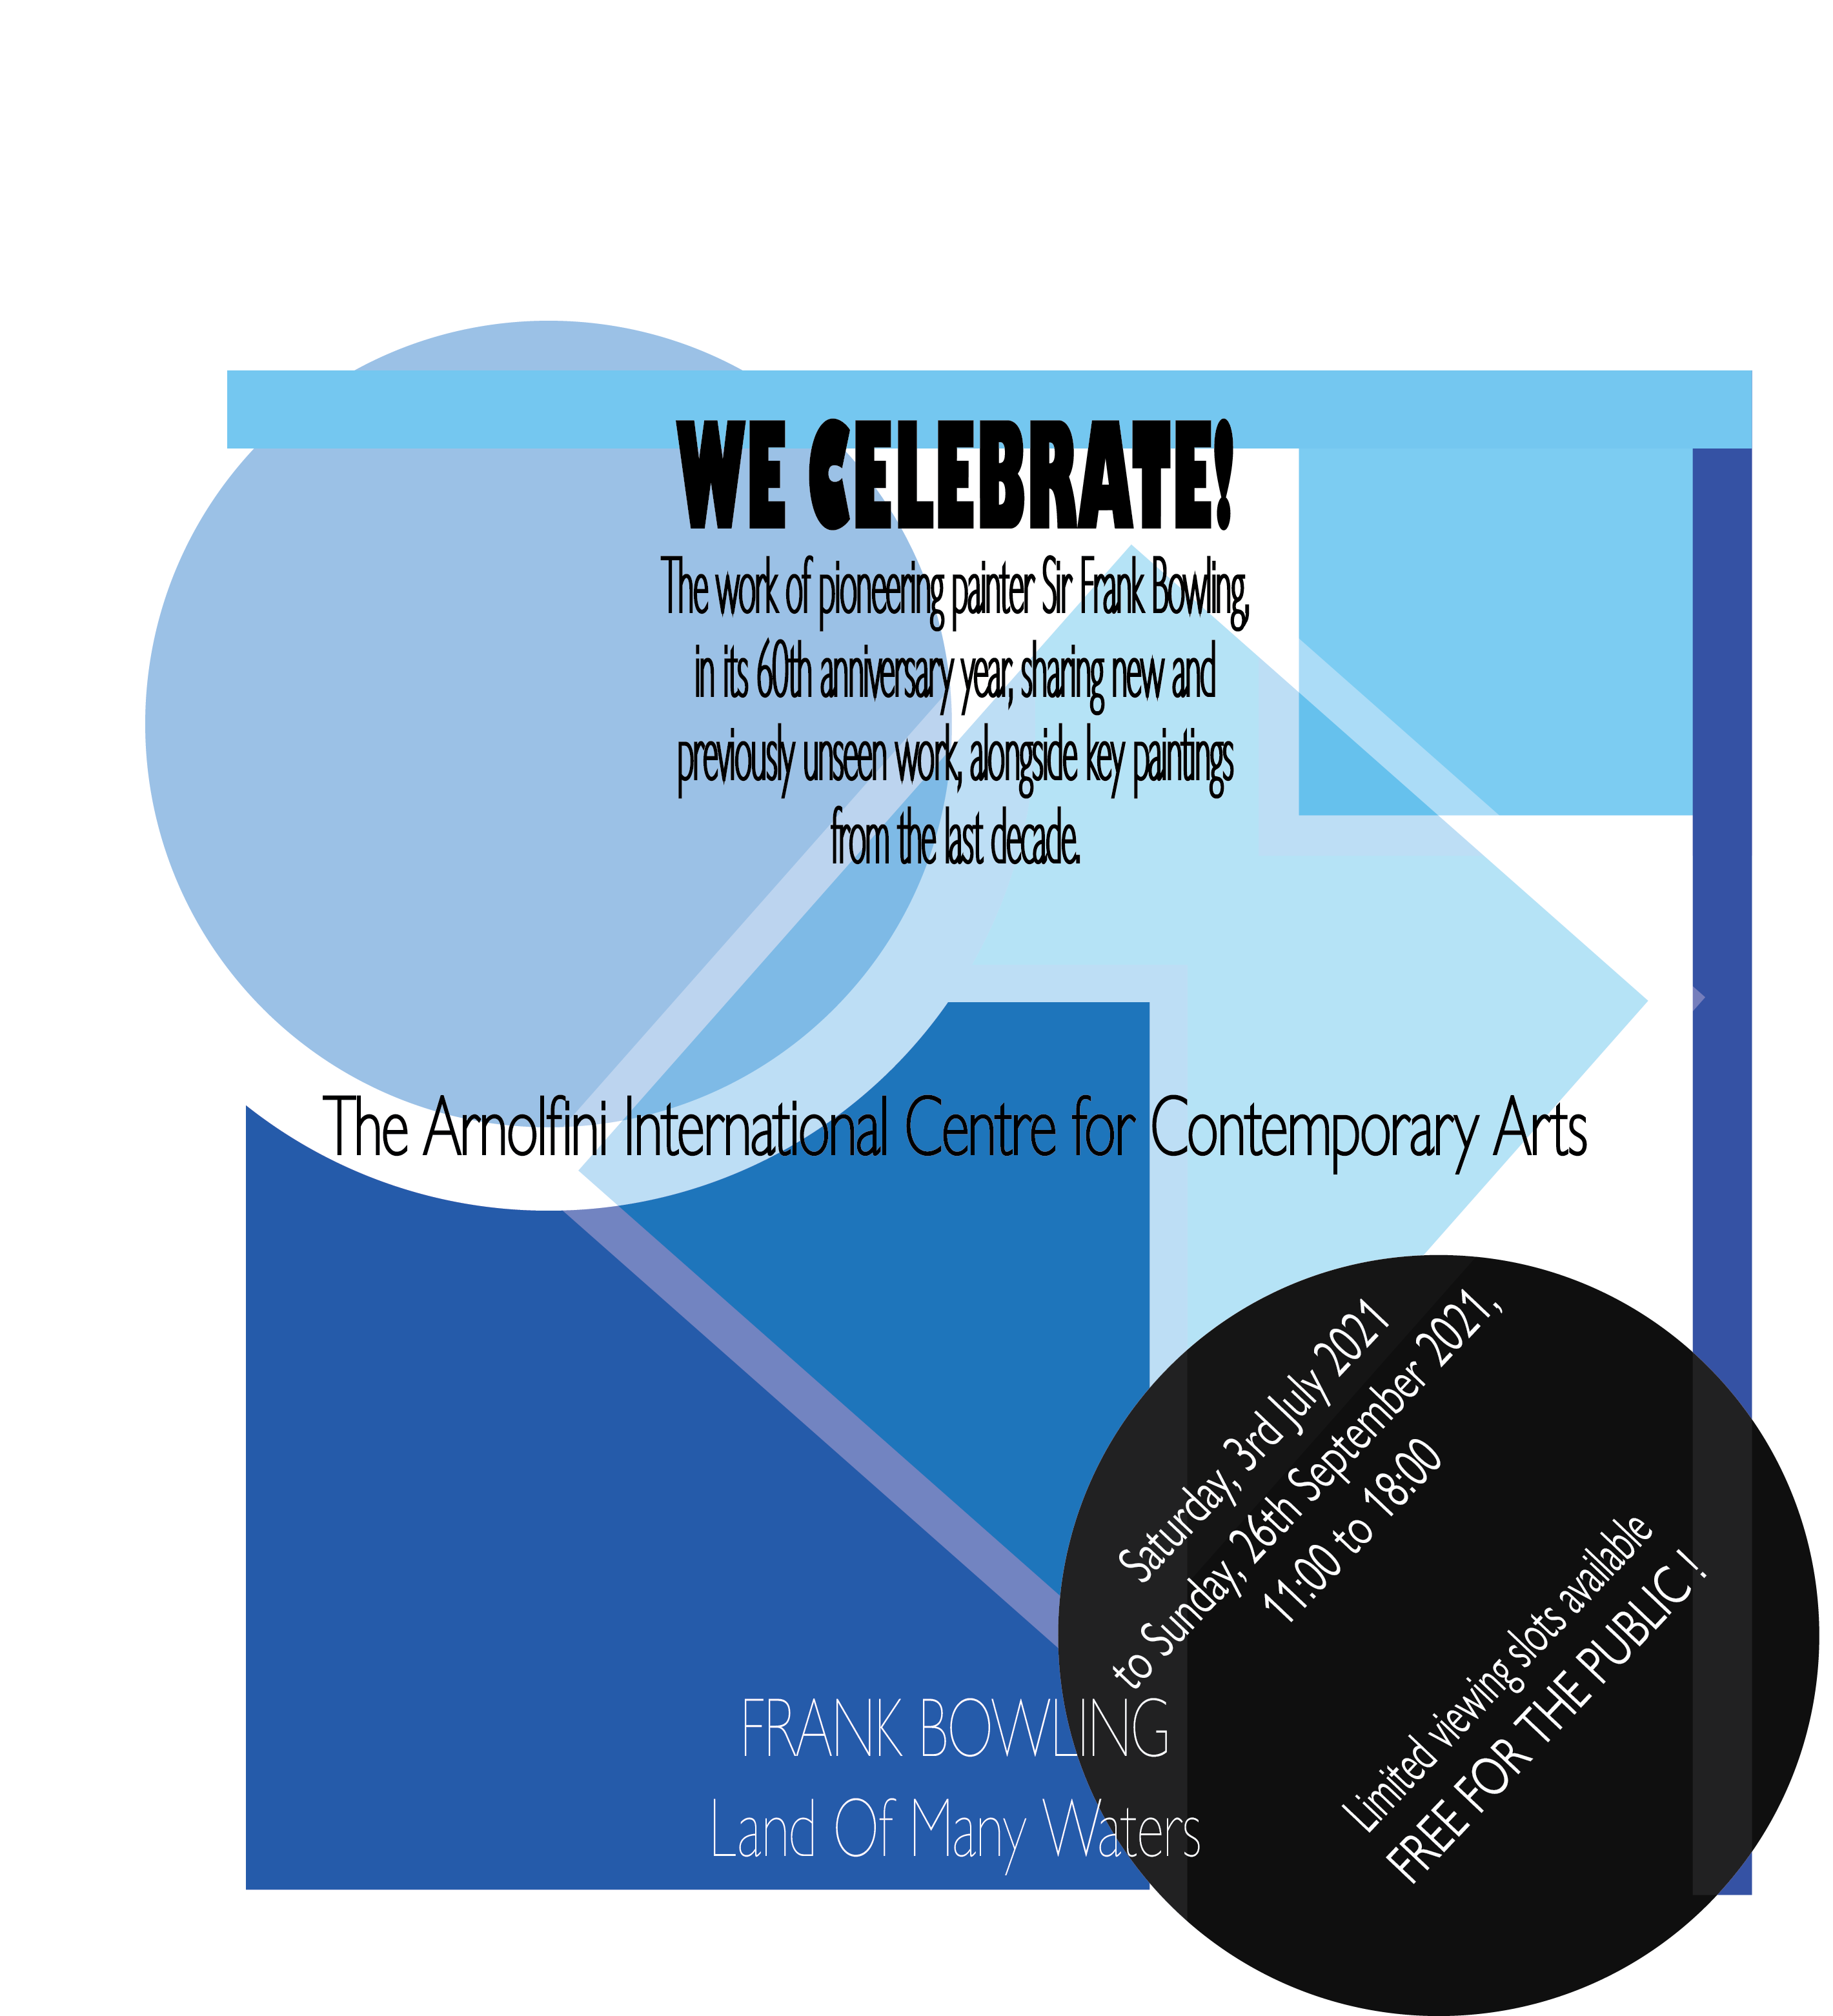 WE CELEBRATE!
The work of pioneering painter Sir Frank Bowling,
in its 60th anniversary year, sharing new and
previously unseen work, alongside key paintings
from the last decade.
The Arnolfini International Centre for Contemporary Arts
Saturday, 3rd July 2021
to Sunday, 26th September 2021,
11:00 to 18:00
Limited viewing slots available
FREE FOR THE PUBLIC !
FRANK BOWLING
Land Of Many Waters